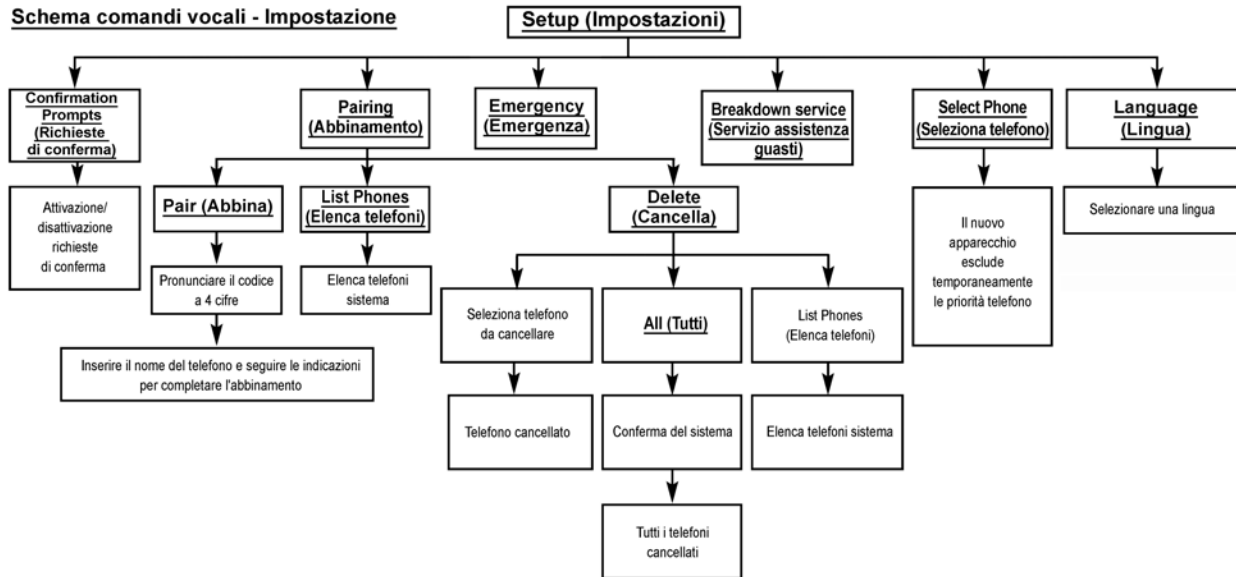 Schema comandi vocali - Impostazione
Setup (Impostazioni)
Confirmation
Prompts
(Richieste
di conferma)
Pairing
(Abbinamento)
Emergency
(Emergenza)
Breakdown service
(Servizio assistenza
guasti)
Select Phone
(Seleziona telefono)
Language
(Lingua)
Attivazione/
disattivazione
richieste
di conferma
Pair (Abbina)
List Phones
(Elenca telefoni)
Delete
(Cancella)
Il nuovo
apparecchio
esclude
temporaneamente
le priorità telefono
Selezionare una lingua
Pronunciare il codice
a 4 cifre
Elenca telefoni
sistema
Seleziona telefono
da cancellare
All (Tutti)
List Phones
(Elenca telefoni)
Inserire il nome del telefono e seguire le indicazioni
per completare l'abbinamento
Telefono cancellato
Conferma del sistema
Elenca telefoni sistema
Tutti i telefoni
cancellati